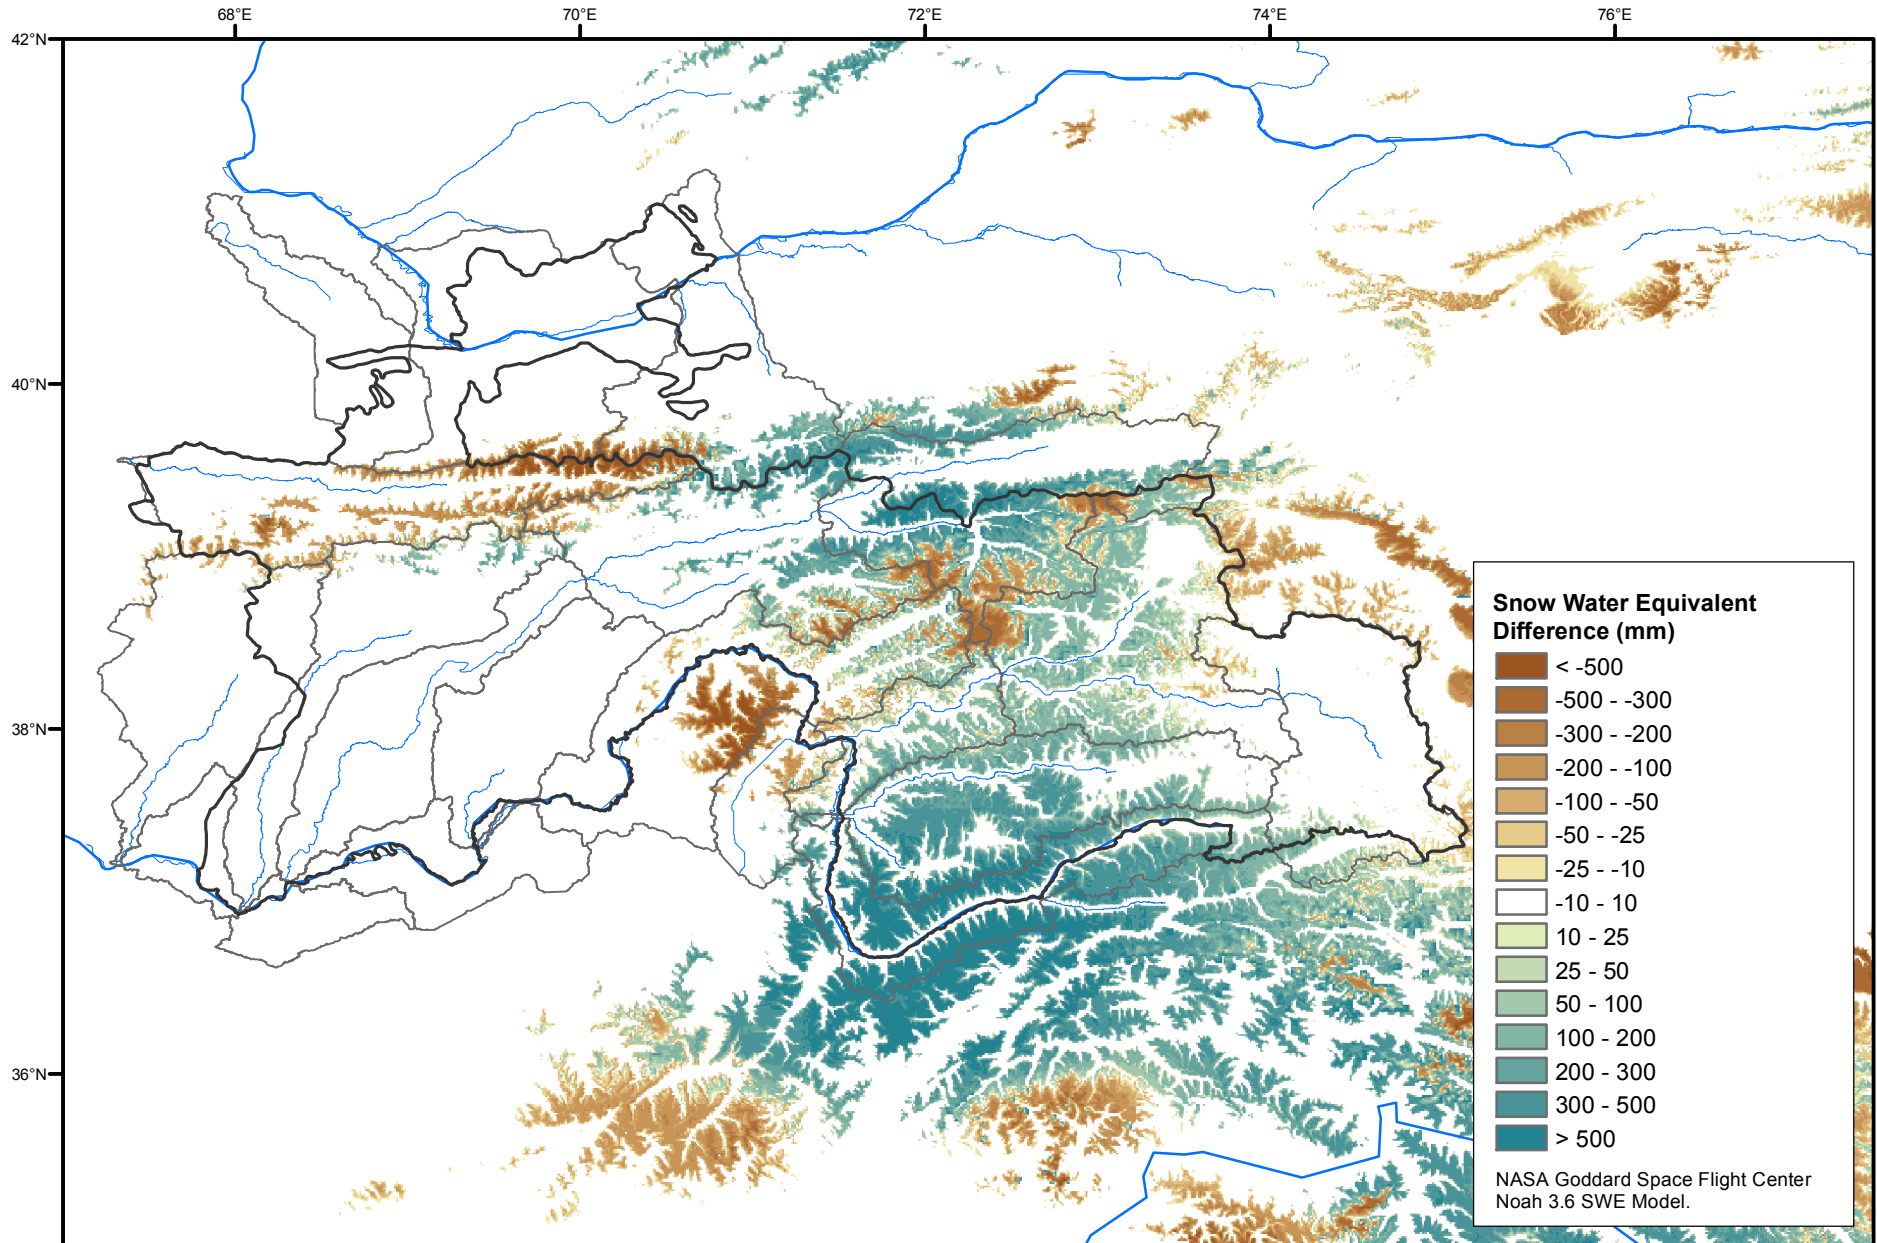 68°E
70°E
72°E
74°E
76°E
42°N
40°N
38°N
36°N
Snow Water Equivalent
Difference (mm)
< -500
-500 - -300
-300 - -200
-200 - -100
-100 - -50
-50 - -25
-25 - -10
-10 - 10
10 - 25
25 - 50
50 - 100
100 - 200
200 - 300
300 - 500
> 500
NASA Goddard Space Flight Center
Noah 3.6 SWE Model.